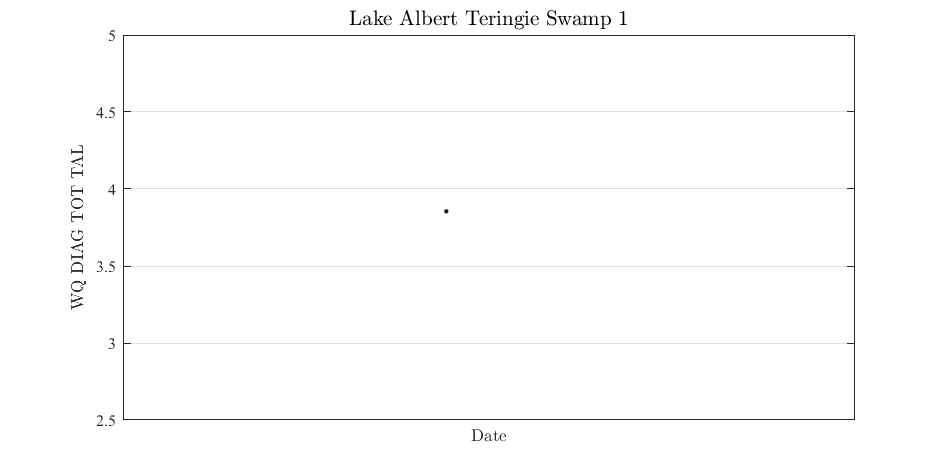 Lake Albert Teringie Swamp 1
5
4.5
4
3.5
3
2.5
WQ DIAG TOT TAL
Date